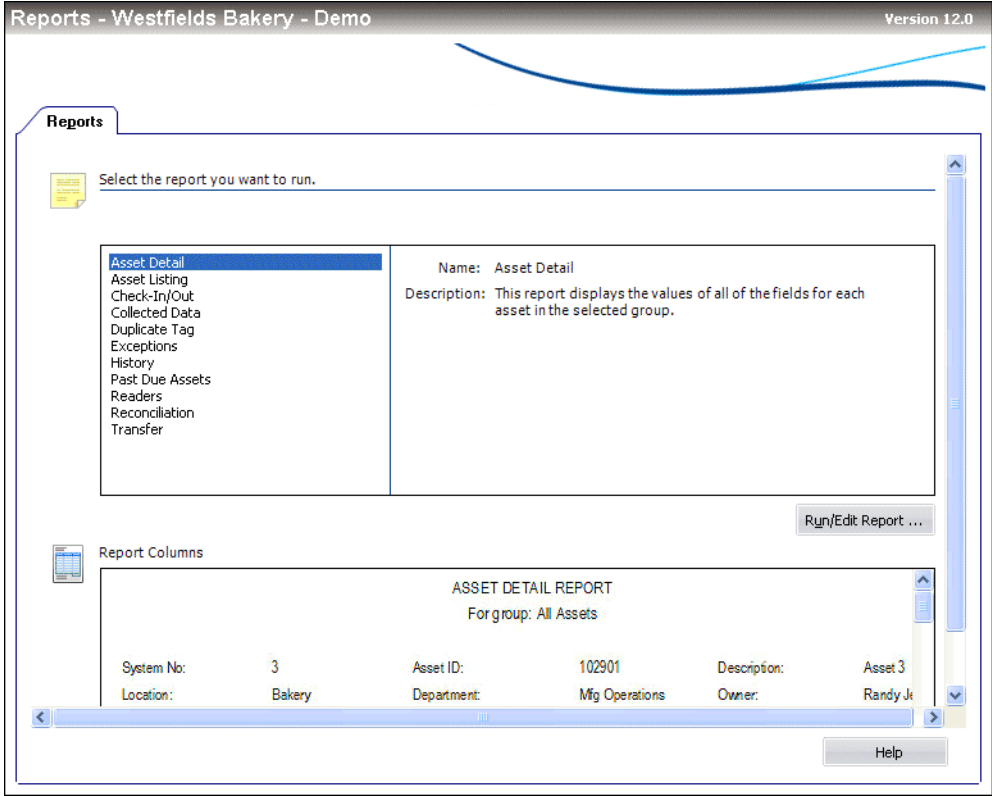 Reports - Westfields Bakery - Demo
Version 12.0
Reports
Select the report you want to run.
Asset Detail
Asset Listing
Check-In/Out
Collected Data
Duplicate Tag
Exceptions
History
Past Due Assets
Readers
Reconciliation
Transfer
Name: Asset Detail
Description: This report displays the values of all of the fields for each
asset in the selected group.
Run/Edit Report ...
Report Columns
ASSET DETAIL REPORT
For group: All Assets
System No: 3 Asset ID: 102901 Description: Asset 3
Location: Bakery Department: Mfg Operations Owner: Randy Je
Help